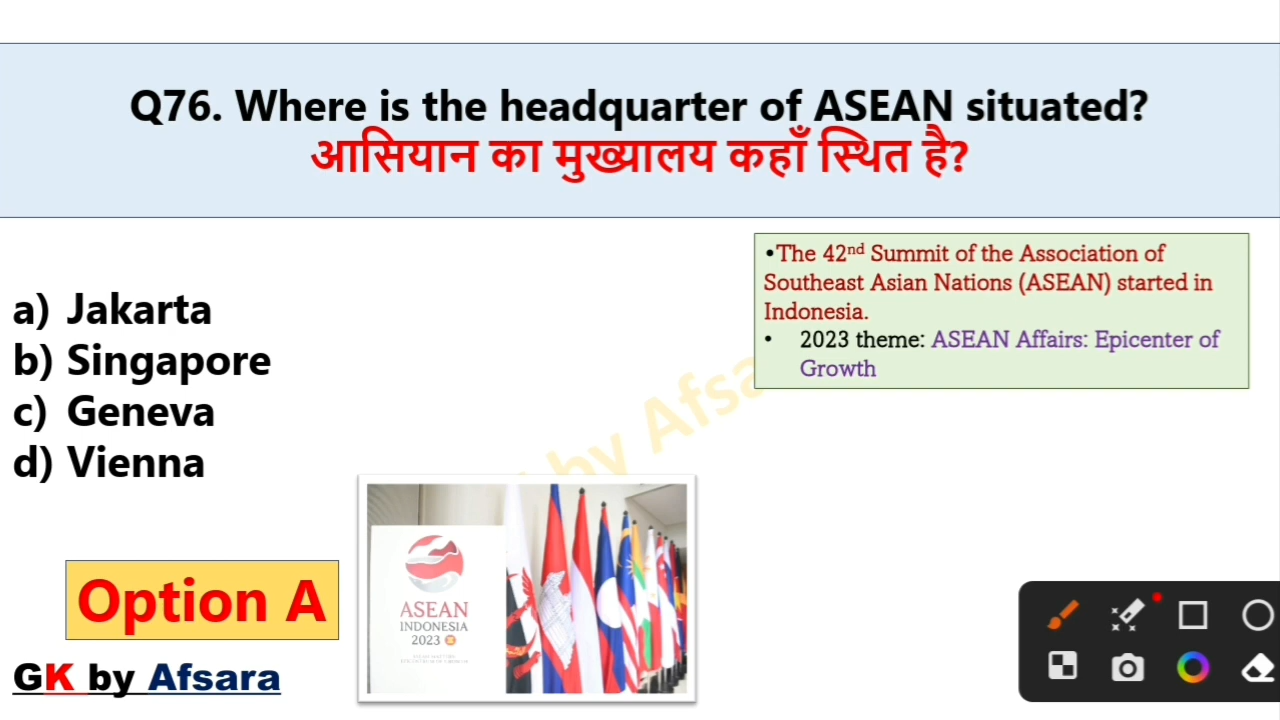 Q76. Where is the headquarter of ASEAN situated?
आसियान का मुख्यालय कहाँ स्थित है?
•The 42nd Summit of the Association of
Southeast Asian Nations (ASEAN) started in
Indonesia.
• 2023 theme: ASEAN Affairs: Epicenter of
Growth
a) Jakarta
b) Singapore
c) Geneva
d) Vienna
by Afsa
Option A
ASEAN
INDONESIA
2023
GK by Afsara